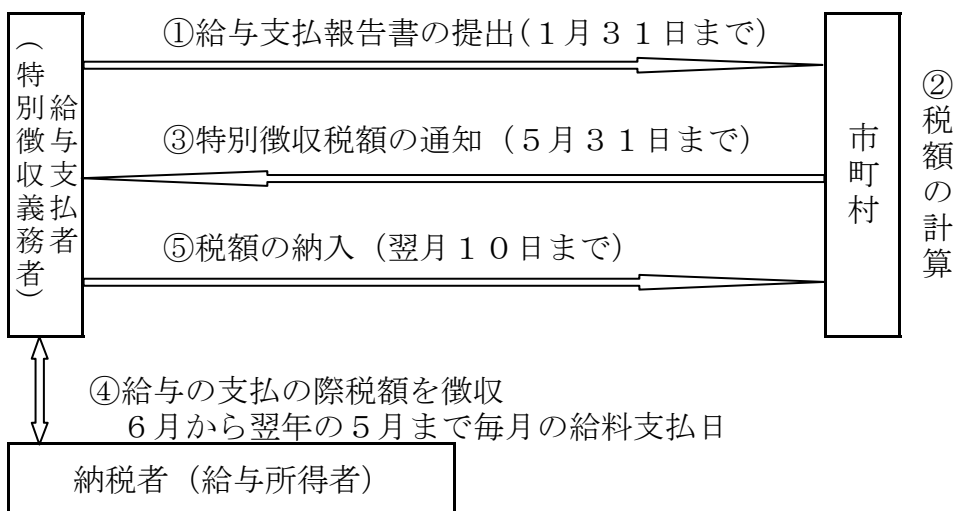 ①給与支払報告書の提出(１月３１日まで)
給与支払者
(特別徴収義務者)
③特別徴収税額の通知（５月３１日まで）
市町村
②税額の計算
⑤税額の納入（翌月１０日まで）
④給与の支払の際税額を徴収
６月から翌年の５月まで毎月の給料支払日
納税者（給与所得者）